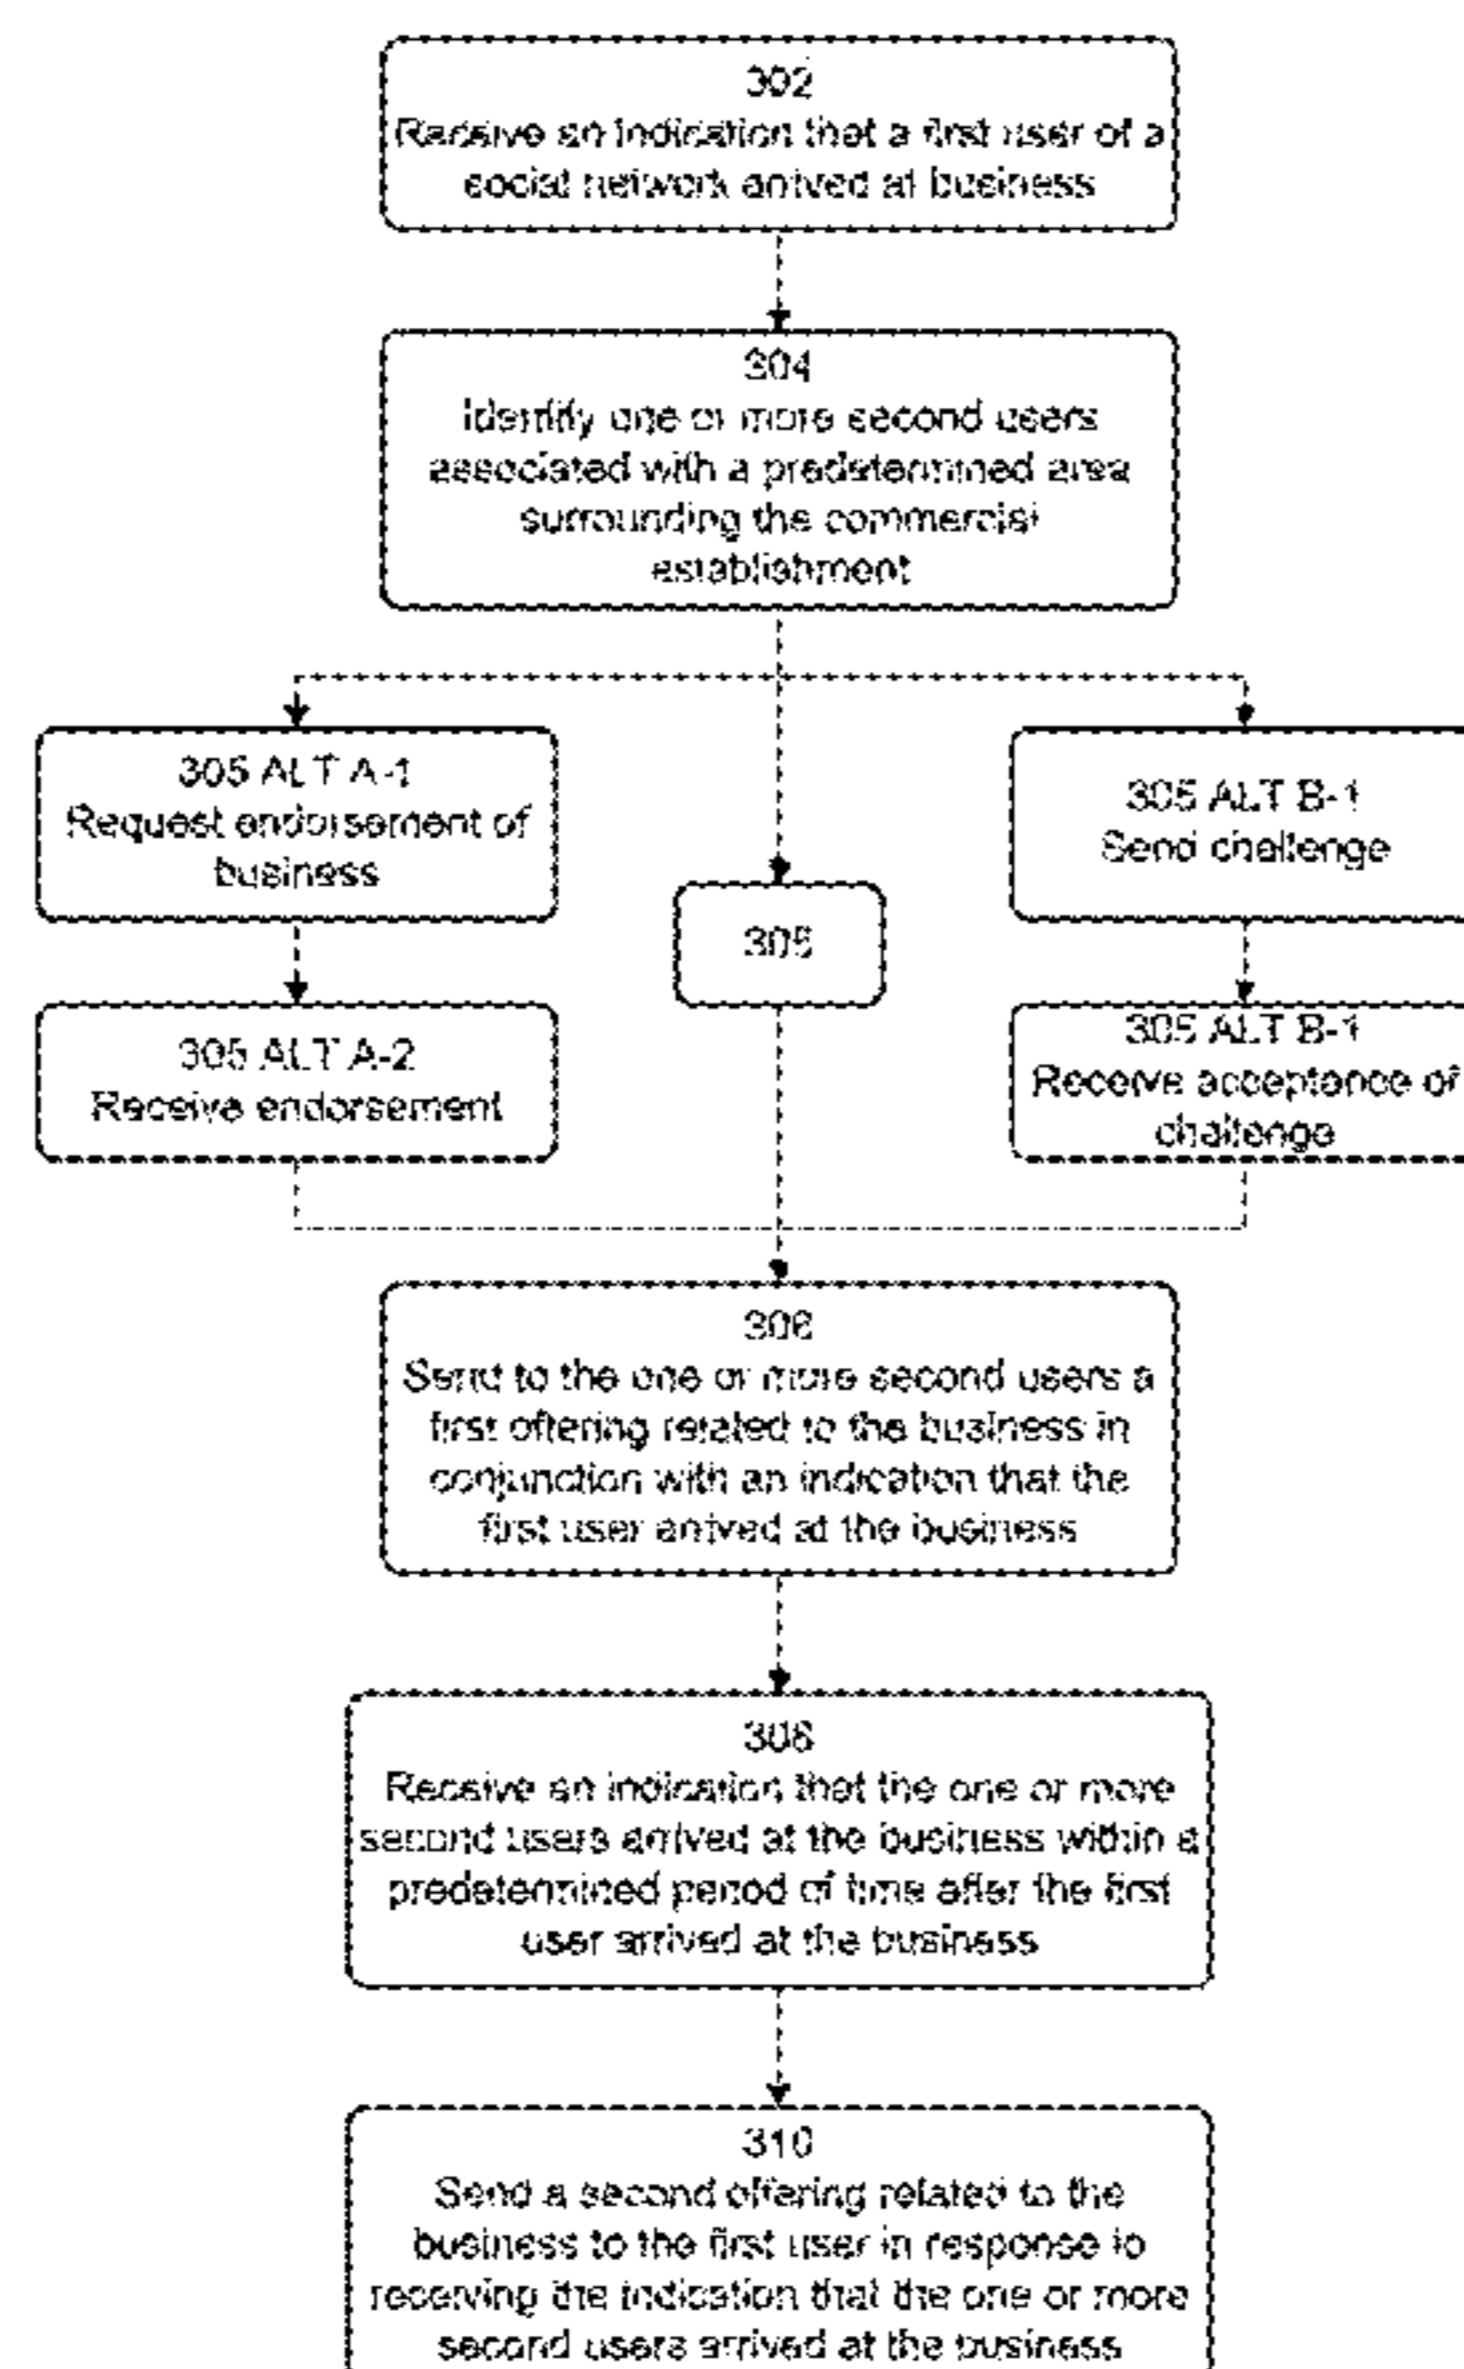 302
Receive an indication that a first user of a
social network arrived at business
304
Identify one or more second users
associated with a predetermined area
surrounding the commercial
establishment
305 ALT A-1
Request endorsement of
business
305 ALT B-1
Send challenge
305
305 ALT A-2
Receive endorsement
305 ALT B-1
Receive acceptance of
challenge
306
Send to the one or more second users a
first offering related to the business in
conjunction with an indication that the
first user arrived at the business
308
Receive an indication that the one or more
second users arrived at the business within a
predetermined period of time after the first
user arrived at the business
310
Send a second offering related to the
business to the first user in response to
receiving the indication that the one or more
second users arrived at the business